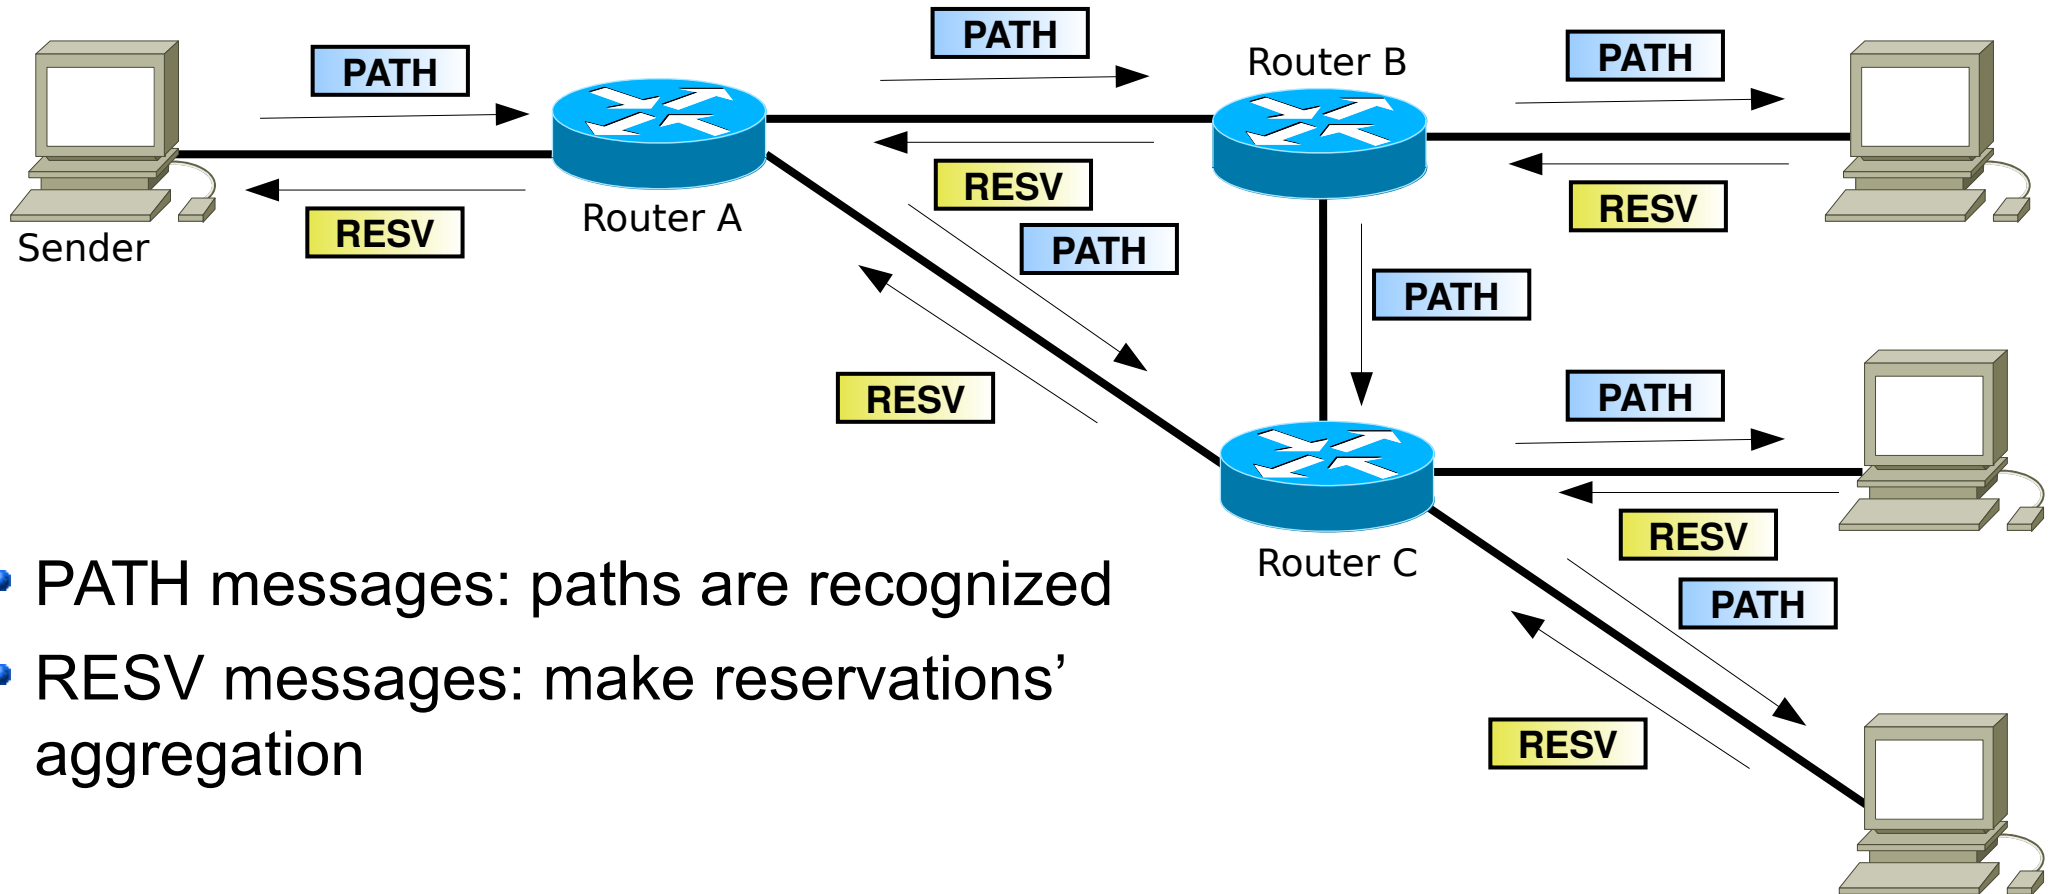 PATH
PATH
Router B
PATH
RESV
RESV
Router A
RESV
Sender
PATH
PATH
RESV
PATH
RESV
Router C
PATH
RESV
• PATH messages: paths are recognized
• RESV messages: make reservations’
aggregation